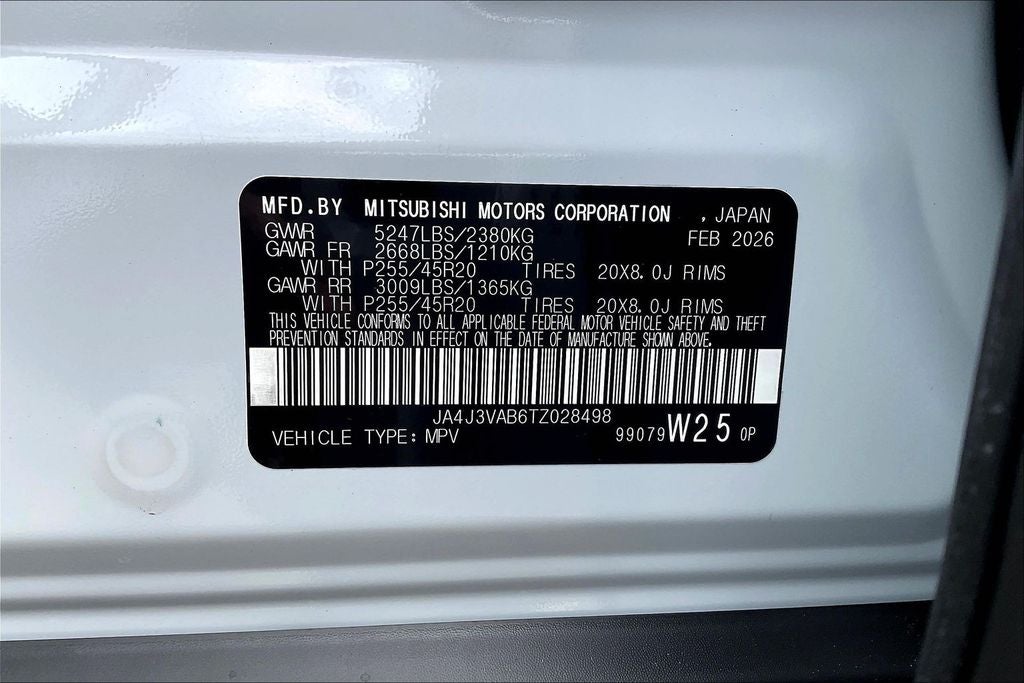 MFD.BY MITSUBISHI MOTORS CORPORATION , JAPAN
GVWR 5247LBS/2380KG FEB 2026
GAWR FR 2668LBS/1210KG
WITH P255/45R20 TIRES 20X8.0J RIMS
GAWR RR 3009LBS/1365KG
WITH P255/45R20 TIRES 20X8.0J RIMS
THIS VEHICLE CONFORMS TO ALL APPLICABLE FEDERAL MOTOR VEHICLE SAFETY AND THEFT
PREVENTION STANDARDS IN EFFECT ON THE DATE OF MANUFACTURE SHOWN ABOVE.
JA4J3VAB6TZ028498
VEHICLE TYPE: MPV 99079 W25 0P